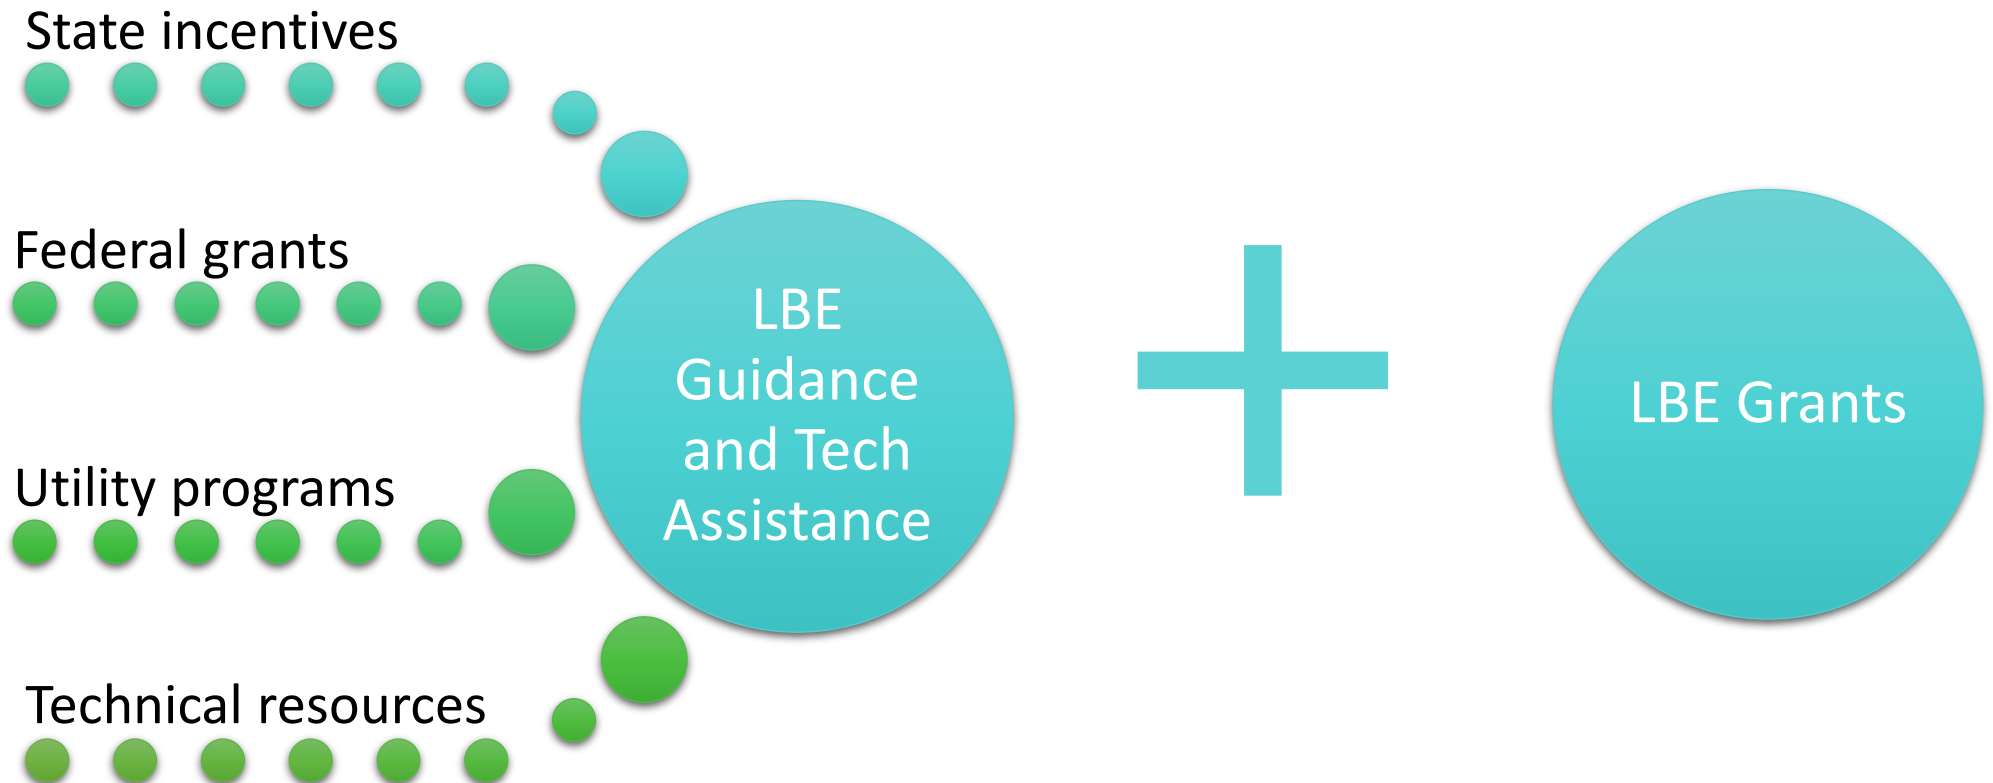 State incentives
Federal grants
Utility programs
Technical resources
LBE
Guidance
and Tech
Assistance
LBE Grants